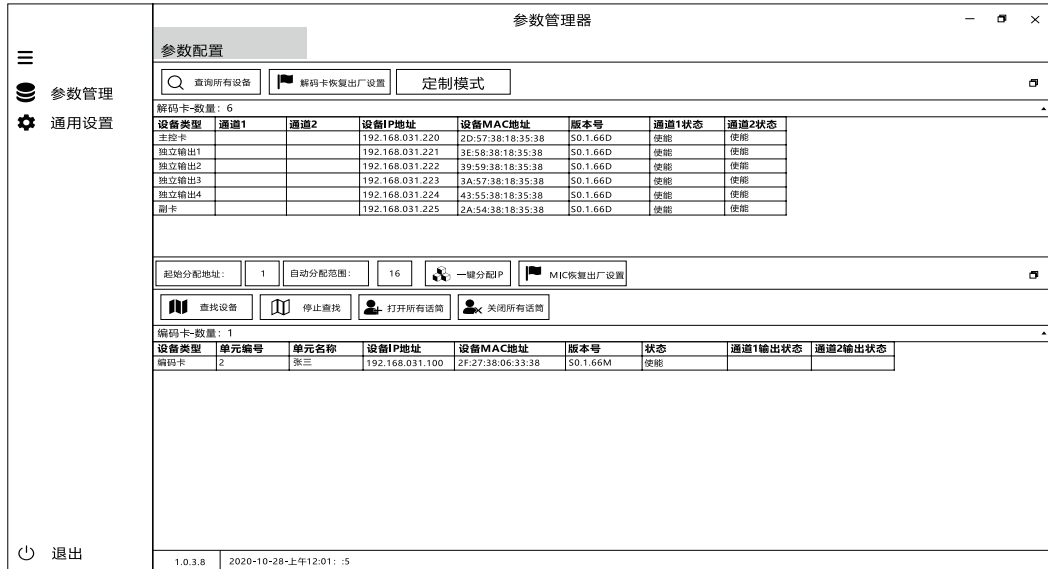 参数管理器
参数配置
参数管理
通用设置
查询所有设备 解码卡恢复出厂设置 定制模式
解码卡-数量：6
设备类型 通道1 通道2 设备IP地址 设备MAC地址 版本号 通道1状态 通道2状态
主控卡 192.168.031.220 2D:57:38:18:35:38 S0.1.66D 使能 使能
独立输出1 192.168.031.221 3E:58:38:18:35:38 S0.1.66D 使能 使能
独立输出2 192.168.031.222 39:59:38:18:35:38 S0.1.66D 使能 使能
独立输出3 192.168.031.223 3A:57:38:18:35:38 S0.1.66D 使能 使能
独立输出4 192.168.031.224 43:55:38:18:35:38 S0.1.66D 使能 使能
副卡 192.168.031.225 2A:54:38:18:35:38 S0.1.66D 使能 使能
起始分配地址： 1 自动分配范围： 16 一键分配IP MIC恢复出厂设置
查找设备 停止查找 打开所有话筒 关闭所有话筒
编码卡-数量：1
设备类型 单元编号 单元名称 设备IP地址 设备MAC地址 版本号 状态 通道1输出状态 通道2输出状态
编码卡 2 张三 192.168.031.100 2F:27:38:06:33:38 S0.1.66M 使能
退出
1.0.3.8 2020-10-28-上午12:01：:5